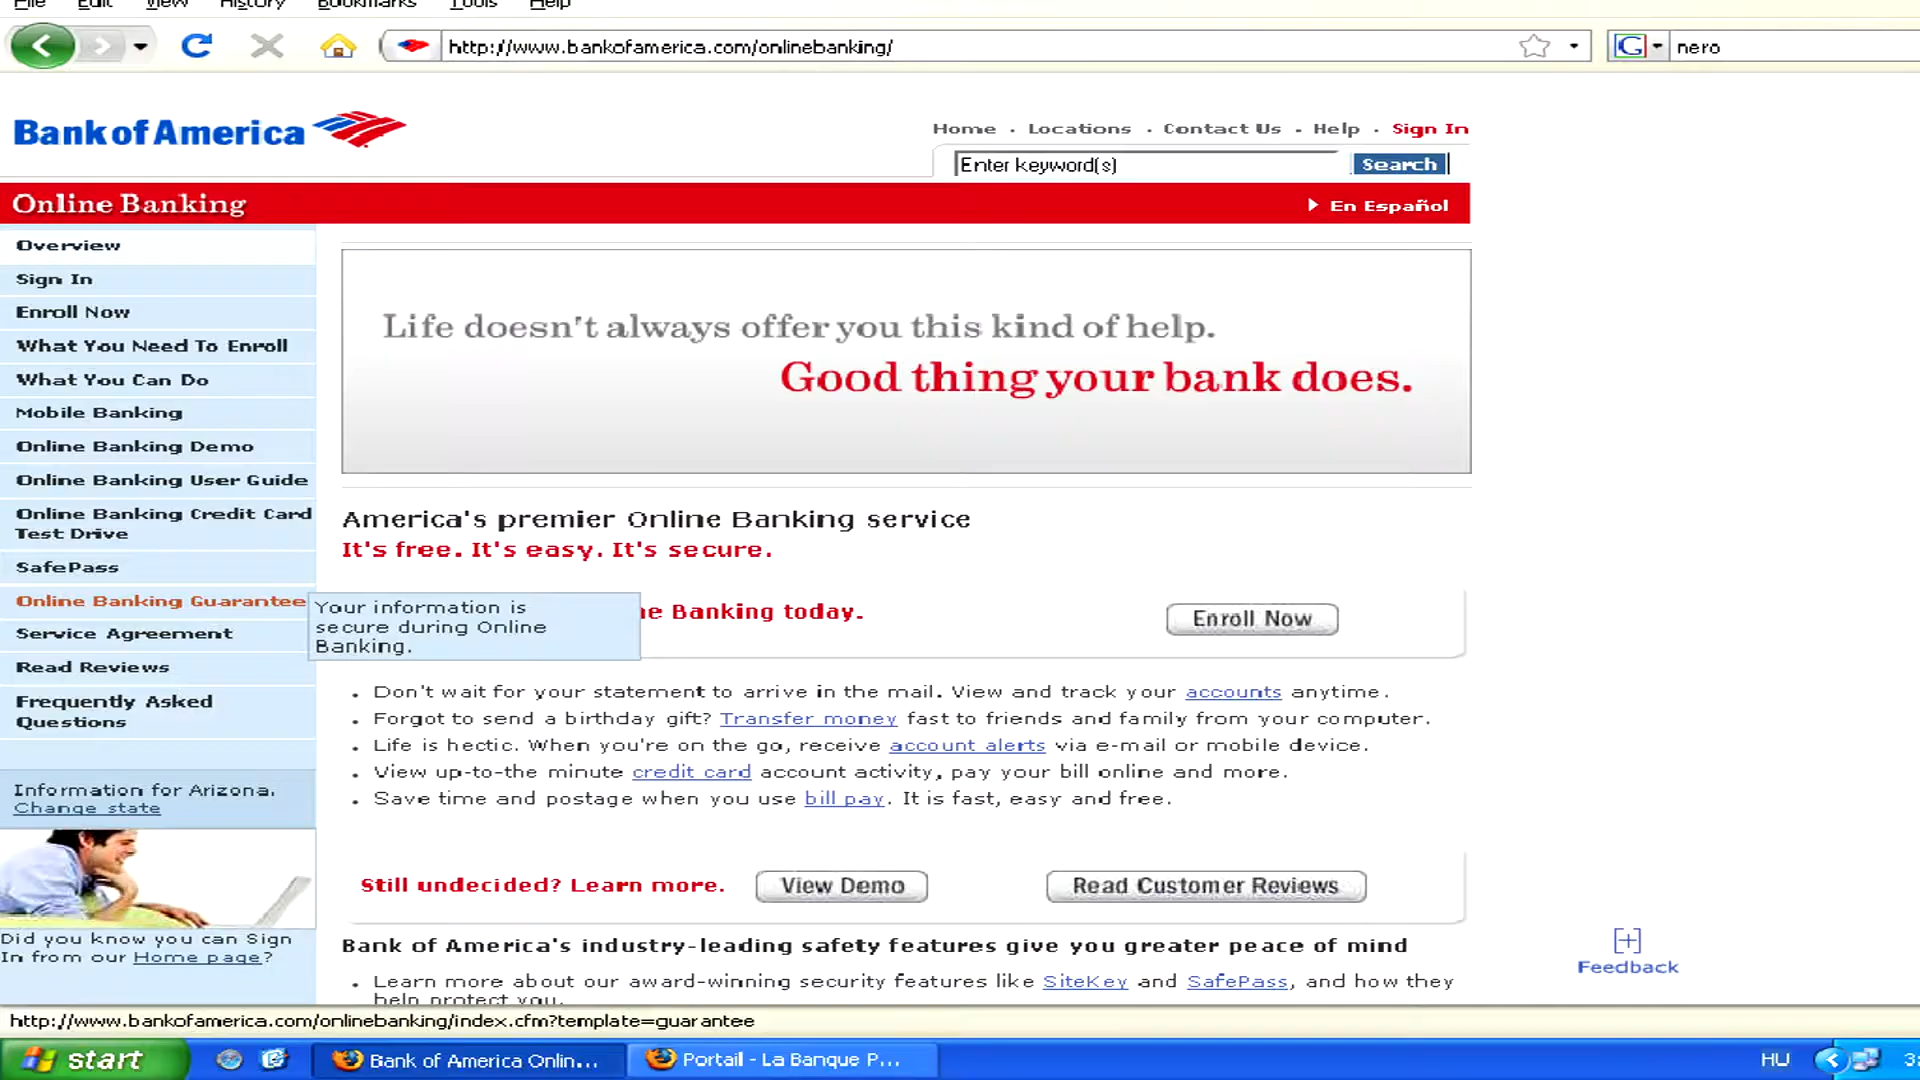 File Edit View History Bookmarks Tools Help
http://www.bankofamerica.com/onlinebanking/
nero
Bank of America
Home · Locations · Contact Us · Help · Sign In
Enter keyword(s)
Search
Online Banking
En Español
Overview
Sign In
Enroll Now
What You Need To Enroll
What You Can Do
Mobile Banking
Online Banking Demo
Online Banking User Guide
Online Banking Credit Card
Test Drive
SafePass
Online Banking Guarantee
Service Agreement
Read Reviews
Frequently Asked
Questions
Information for Arizona.
Change state
Did you know you can Sign
In from our Home page?
Life doesn't always offer you this kind of help.
Good thing your bank does.
America's premier Online Banking service
It's free. It's easy. It's secure.
Your information is
secure during Online
Banking.
Banking today.
Enroll Now
• Don't wait for your statement to arrive in the mail. View and track your accounts anytime.
• Forgot to send a birthday gift? Transfer money fast to friends and family from your computer.
• Life is hectic. When you're on the go, receive account alerts via e-mail or mobile device.
• View up-to-the minute credit card account activity, pay your bill online and more.
• Save time and postage when you use bill pay. It is fast, easy and free.
Still undecided? Learn more.
View Demo
Read Customer Reviews
Bank of America's industry-leading safety features give you greater peace of mind
• Learn more about our award-winning security features like SiteKey and SafePass, and how they
help protect you.
[+]
Feedback
http://www.bankofamerica.com/onlinebanking/index.cfm?template=guarantee
start
Bank of America Onlin...
Portail - La Banque P...
HU